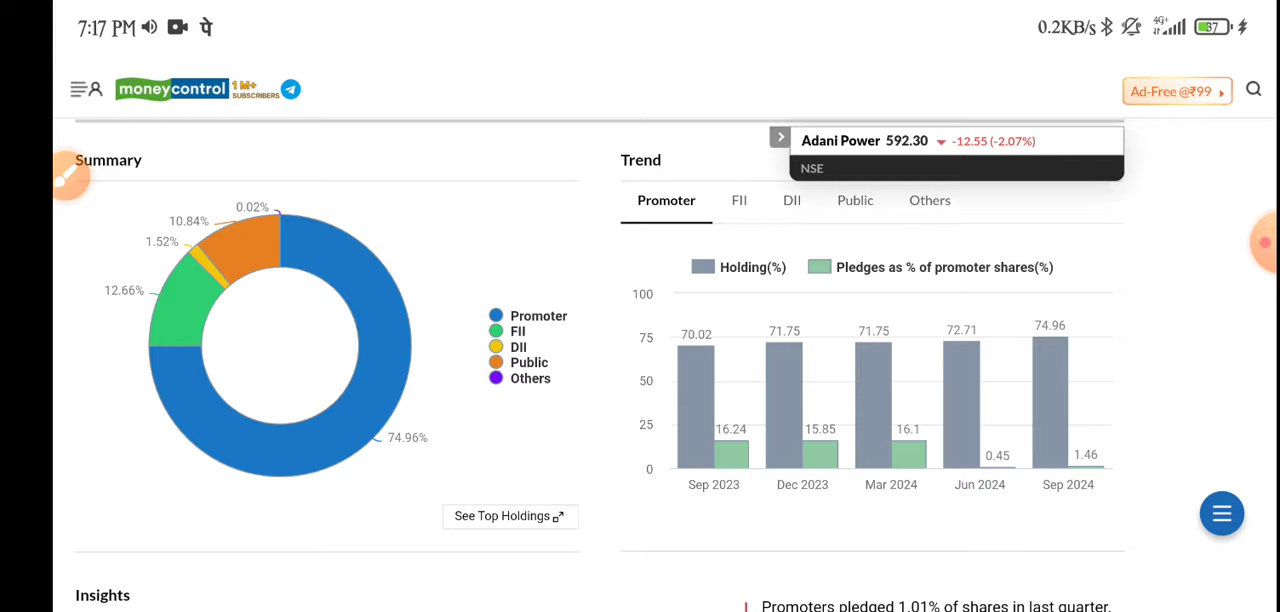 7:17 PM पे
0.2KB/s 4G+ 37
moneycontrol 1M+ SUBSCRIBERS
Ad-Free @₹99
Adani Power 592.30 -12.55 (-2.07%)
NSE
Summary
0.02%
10.84%
1.52%
12.66%
74.96%
Promoter
FII
DII
Public
Others
See Top Holdings
Trend
Promoter FII DII Public Others
Holding(%) Pledges as % of promoter shares(%)
100
75
50
25
0
70.02 71.75 71.75 72.71 74.96
16.24 15.85 16.1 0.45 1.46
Sep 2023 Dec 2023 Mar 2024 Jun 2024 Sep 2024
Insights
Promoters pledged 1.01% of shares in last quarter.